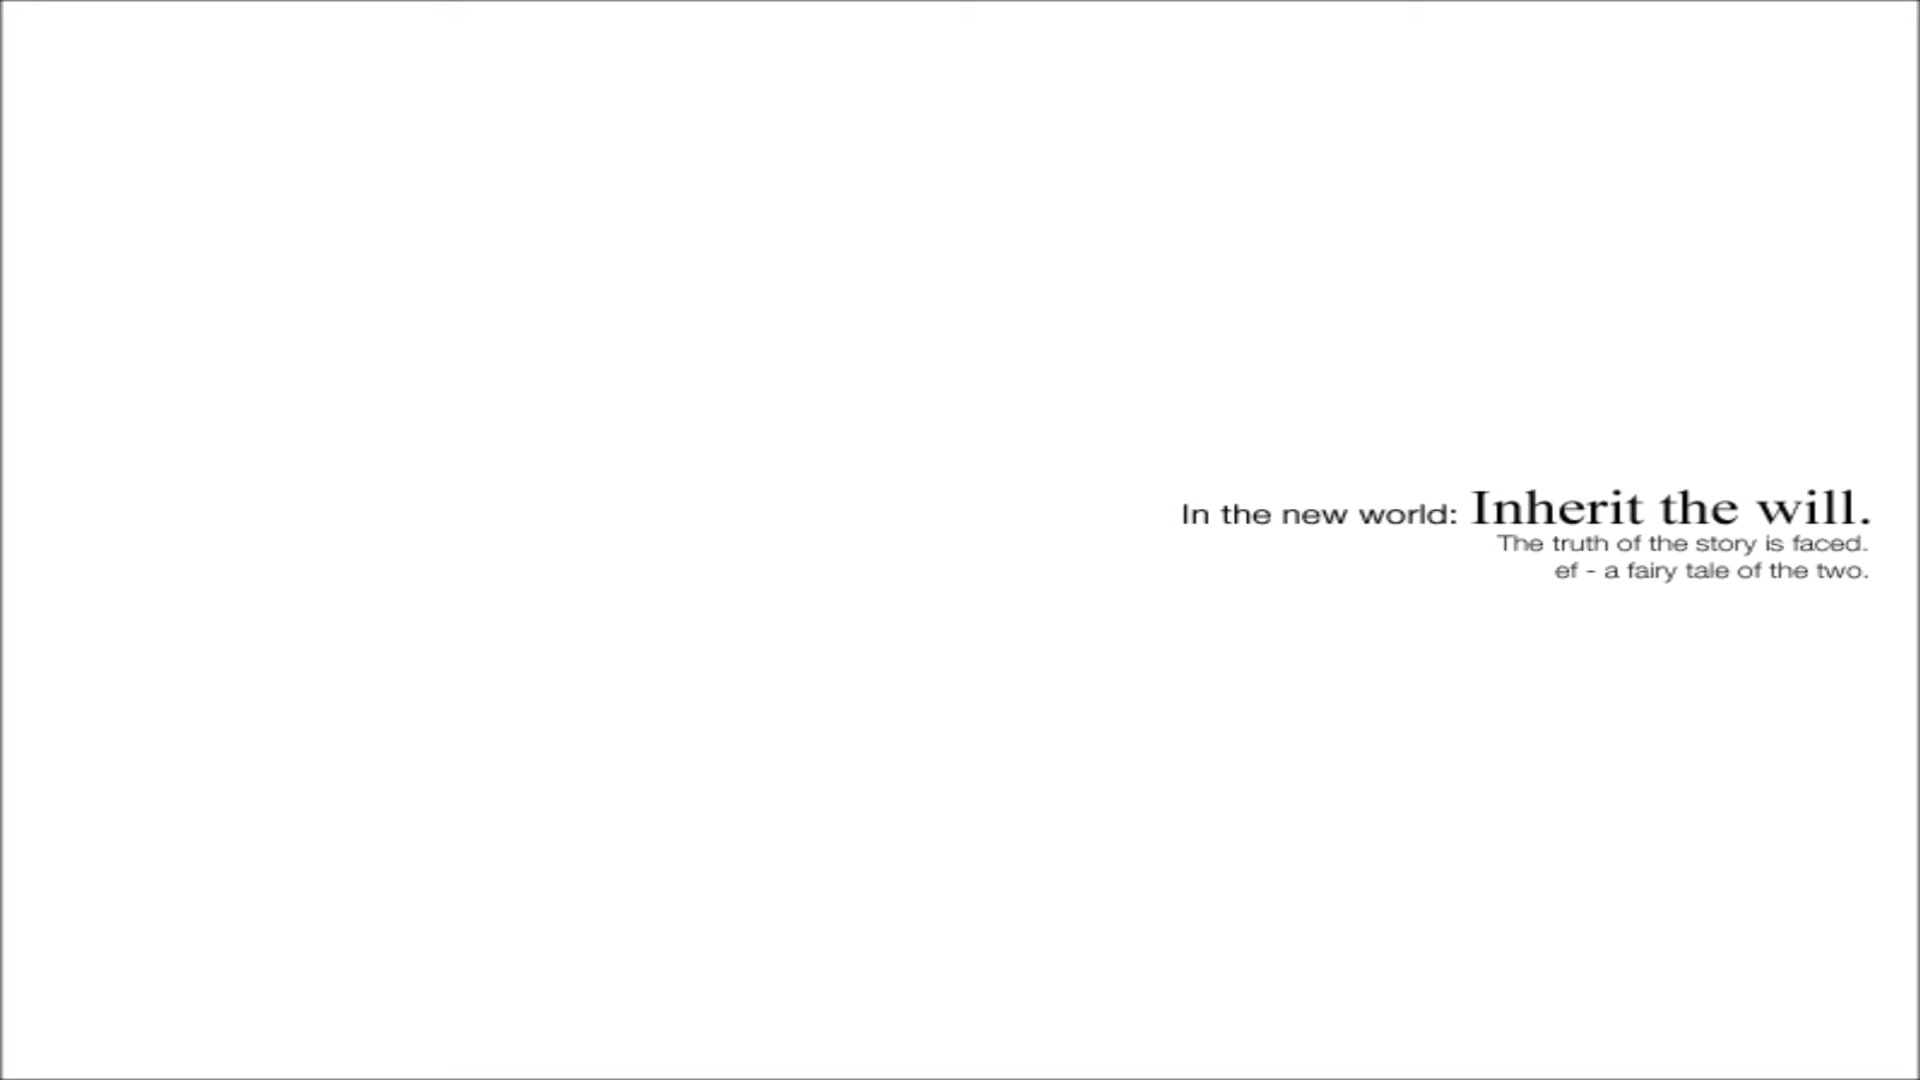 In the new world: Inherit the will.
The truth of the story is faced.
ef - a fairy tale of the two.